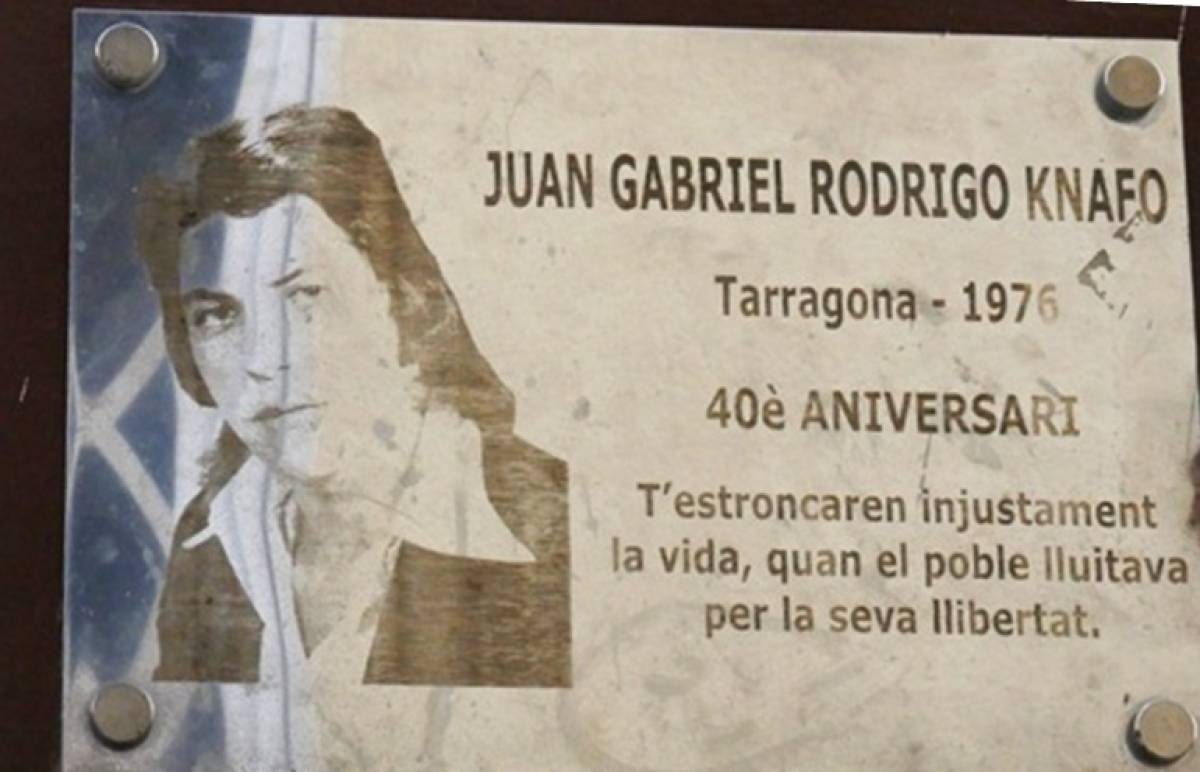 JUAN GABRIEL RODRIGO KNAFO
Tarragona - 1976
40è ANIVERSARI
T'estroncaren injustament
la vida, quan el poble lluitava
per la seva llibertat.